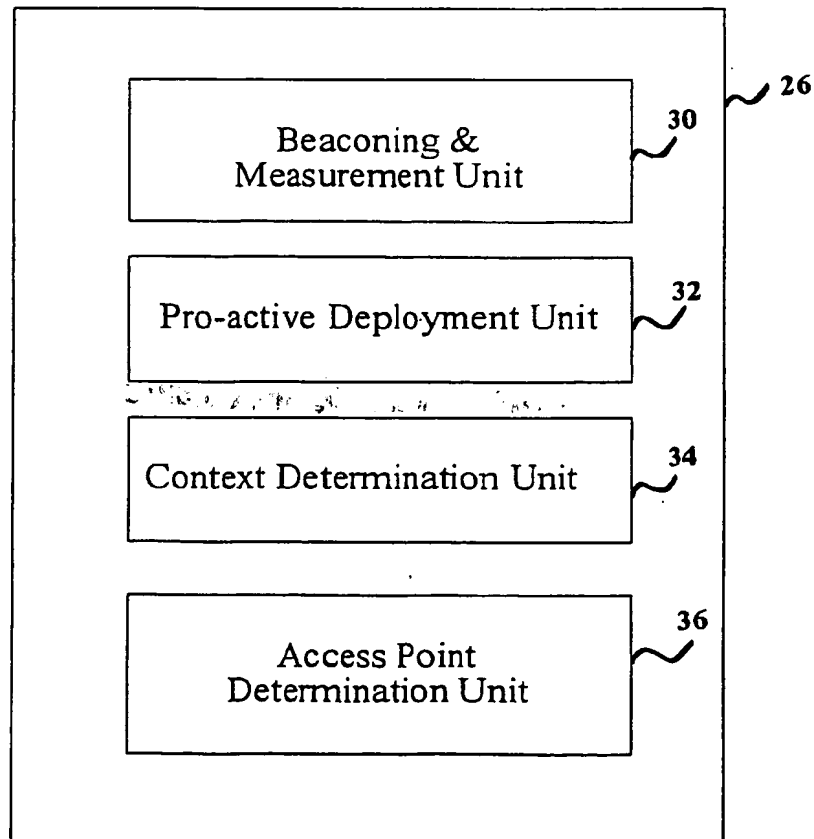 26
30
Beaconing &
Measurement Unit
32
Pro-active Deployment Unit
34
Context Determination Unit
36
Access Point
Determination Unit